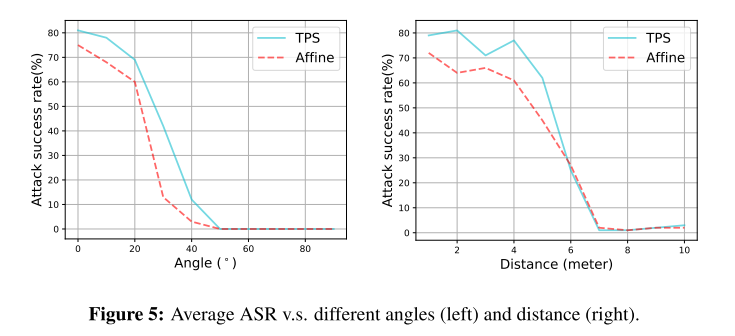 80
70
60
50
40
30
20
10
0
Attack success rate(%)
TPS
Affine
0 20 40 60 80
Angle (°)
80
70
60
50
40
30
20
10
0
Attack success rate(%)
TPS
Affine
2 4 6 8 10
Distance (meter)
Figure 5: Average ASR v.s. different angles (left) and distance (right).